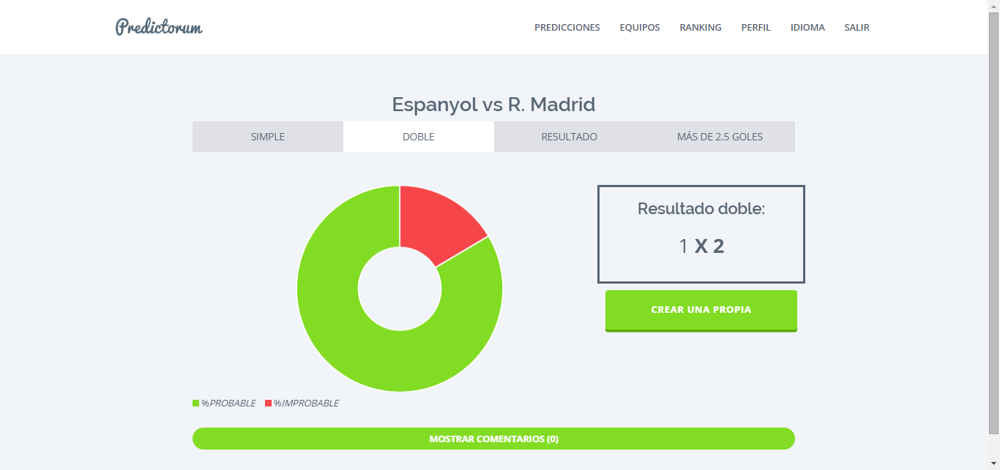 Predictorum
PREDICCIONES EQUIPOS RANKING PERFIL IDIOMA SALIR
Espanyol vs R. Madrid
SIMPLE DOBLE RESULTADO MÁS DE 2.5 GOLES
Resultado doble:
1 X 2
CREAR UNA PROPIA
%PROBABLE %IMPROBABLE
MOSTRAR COMENTARIOS (0)